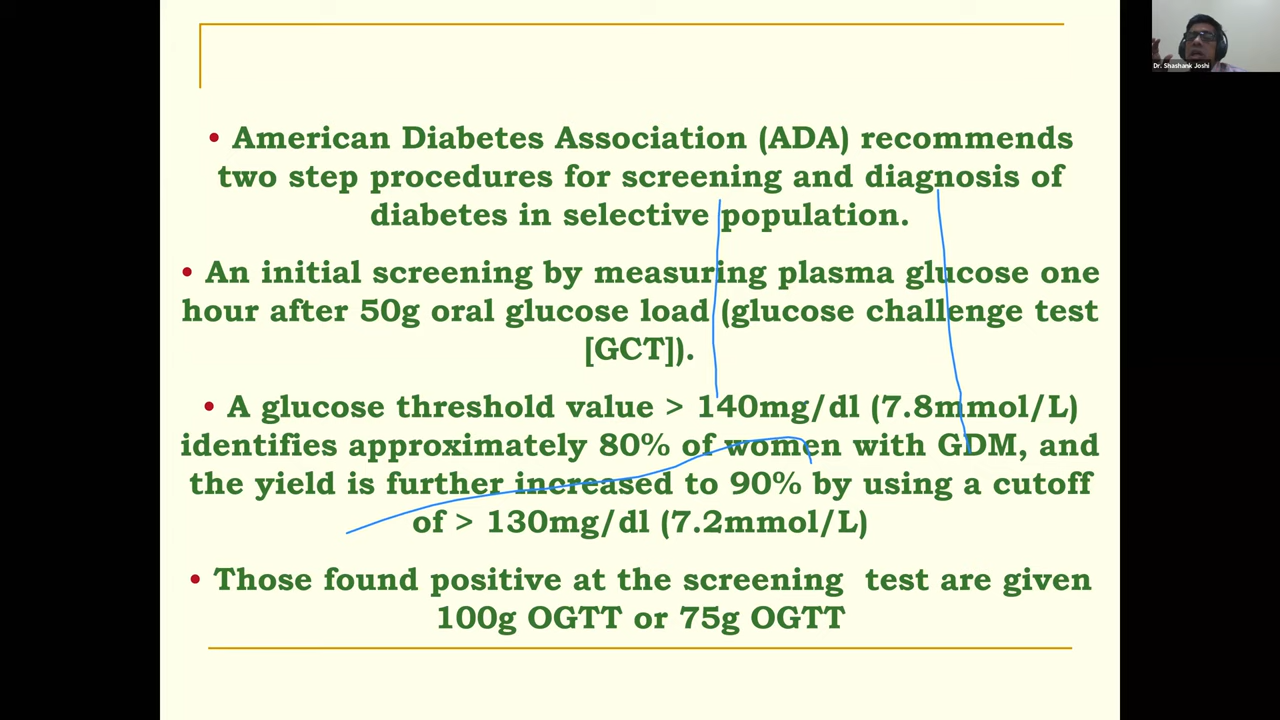 Dr. Shashank Joshi
• American Diabetes Association (ADA) recommends
two step procedures for screening and diagnosis of
diabetes in selective population.
• An initial screening by measuring plasma glucose one
hour after 50g oral glucose load (glucose challenge test
[GCT]).
• A glucose threshold value > 140mg/dl (7.8mmol/L)
identifies approximately 80% of women with GDM, and
the yield is further increased to 90% by using a cutoff
of > 130mg/dl (7.2mmol/L)
• Those found positive at the screening test are given
100g OGTT or 75g OGTT